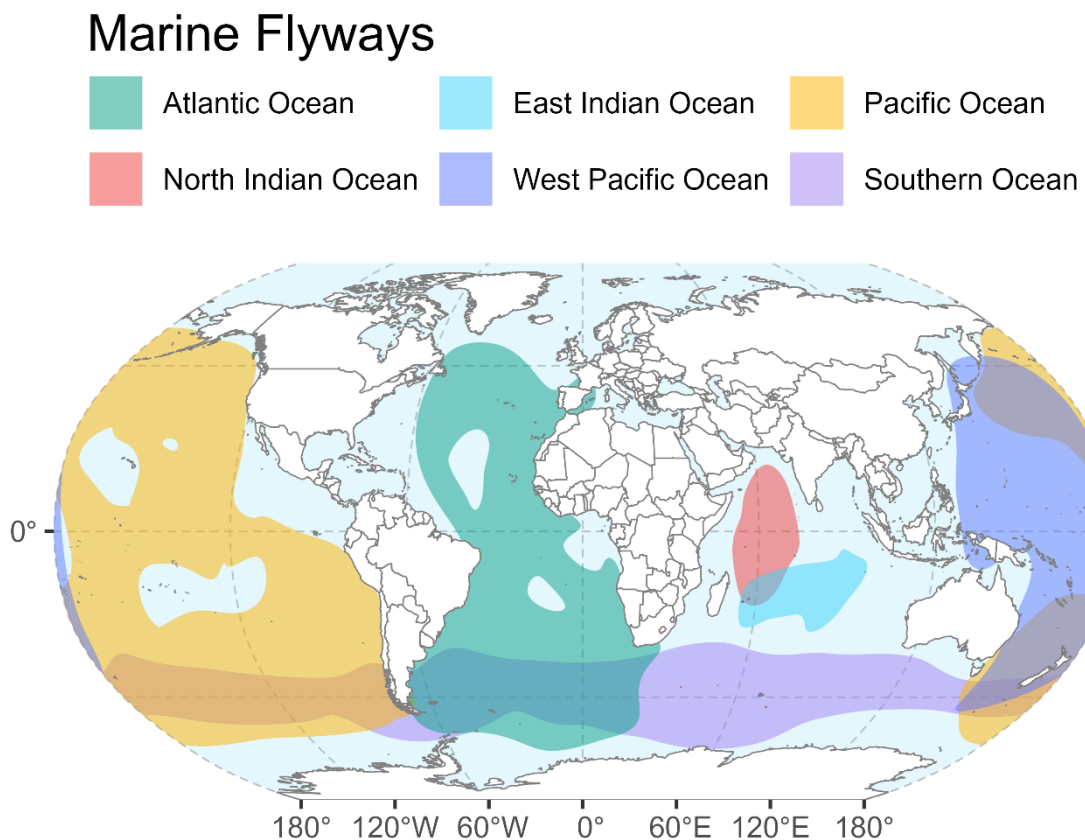 Marine Flyways
Atlantic Ocean
East Indian Ocean
Pacific Ocean
North Indian Ocean
West Pacific Ocean
Southern Ocean
0°
180° 120°W 60°W 0° 60°E 120°E 180°